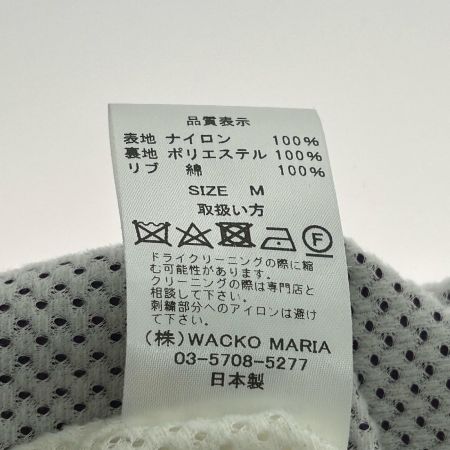 品質表示
表地 ナイロン 100%
裏地 ポリエステル 100%
リブ 綿 100%
SIZE M
取扱い方
F
ドライクリーニングの際に縮
む可能性があります。
クリーニングの際は専門店と
相談して下さい。
刺繍部分へのアイロンは避け
て下さい。
(株)WACKO MARIA
03-5708-5277
日本製